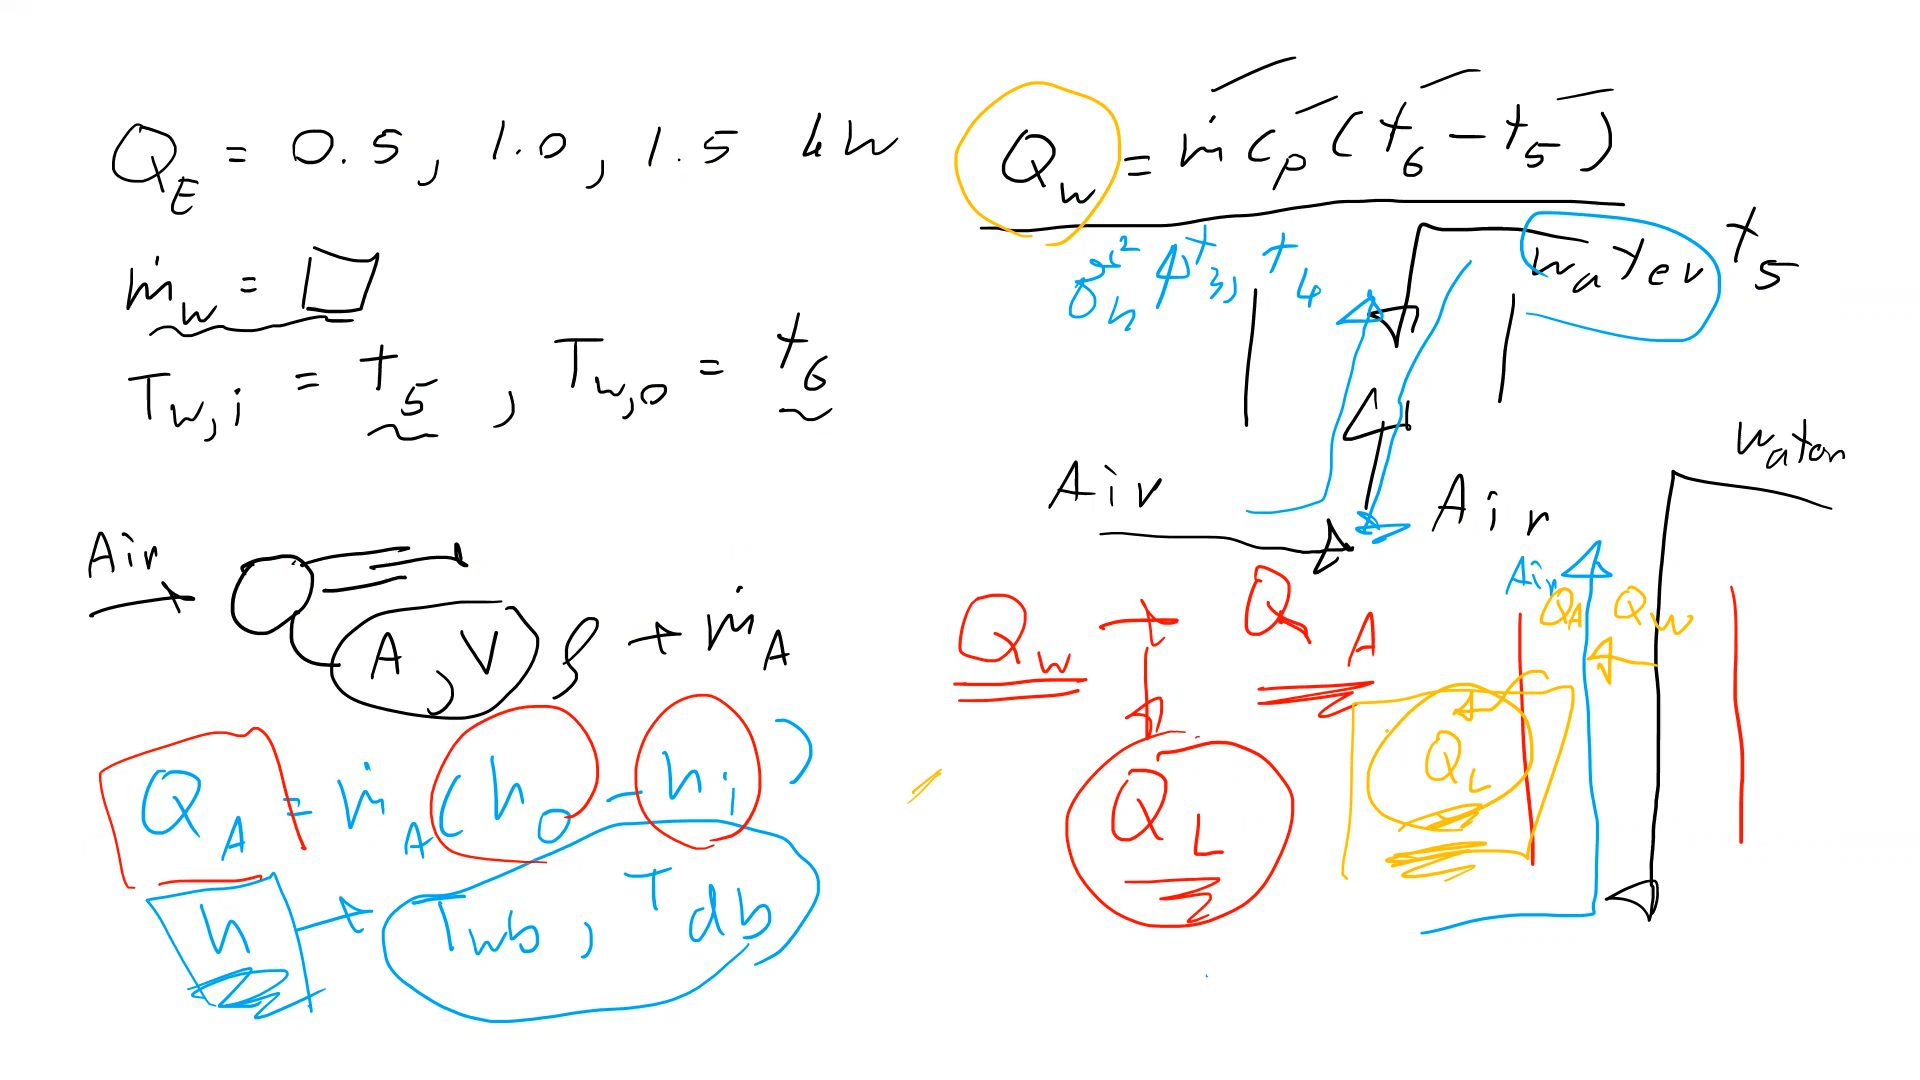 Q_E = 0.5, 1.0, 1.5 kW
ṁ_w =
T_w,i = t_5, T_w,o = t_6
Air
A, V ρ → ṁ_A
Q_A = ṁ_A (h_o - h_i)
h → T_wb, T_db
Q_w = ṁ c_p (t_6 - t_5)
t_3, t_4
water t_5
Air Air
water
Q_w + Q_A
Q_L
Air
Q_A Q_w
Q_L